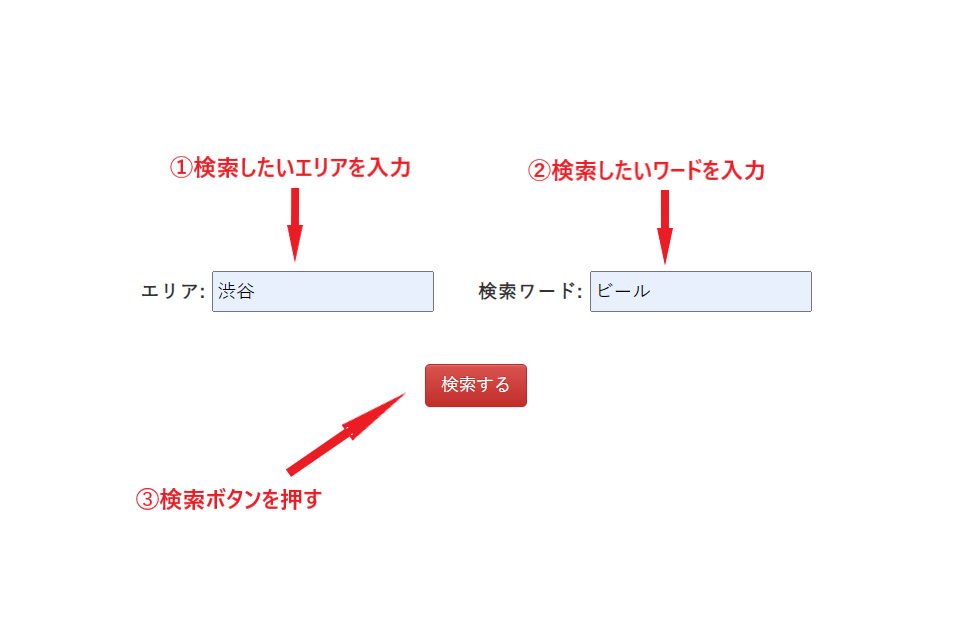 ①検索したいエリアを入力
②検索したいワードを入力
エリア: 渋谷
検索ワード: ビール
検索する
③検索ボタンを押す